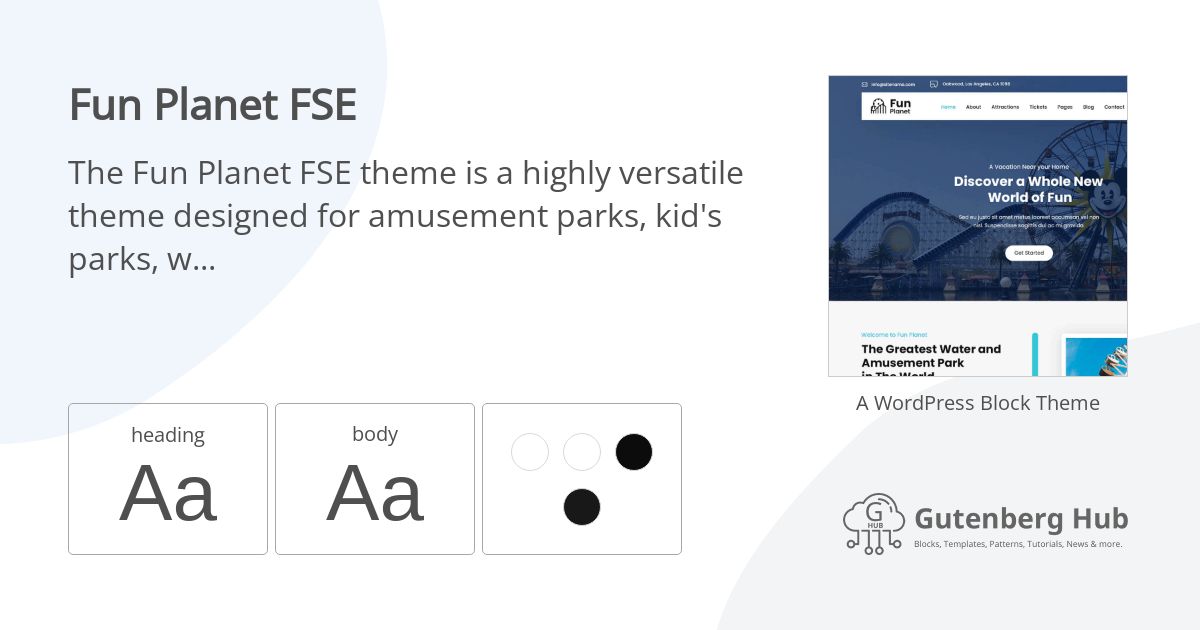 Fun Planet FSE
The Fun Planet FSE theme is a highly versatile
theme designed for amusement parks, kid's
parks, w...
heading
Aa
body
Aa
info@sitename.com
Oakwood, Los Angeles, CA 1098
Fun
Planet
Home About Attractions Tickets Pages Blog Contact
A Vacation Near your Home
Discover a Whole New
World of Fun
Sed eu justo sit amet metus laoreet accumsan vel non
nisl. Suspendisse sagittis dui ac mi gravida.
Get Started
Welcome to Fun Planet
The Greatest Water and
Amusement Park
in The World
A WordPress Block Theme
G
HUB
Gutenberg Hub
Blocks, Templates, Patterns, Tutorials, News & more.